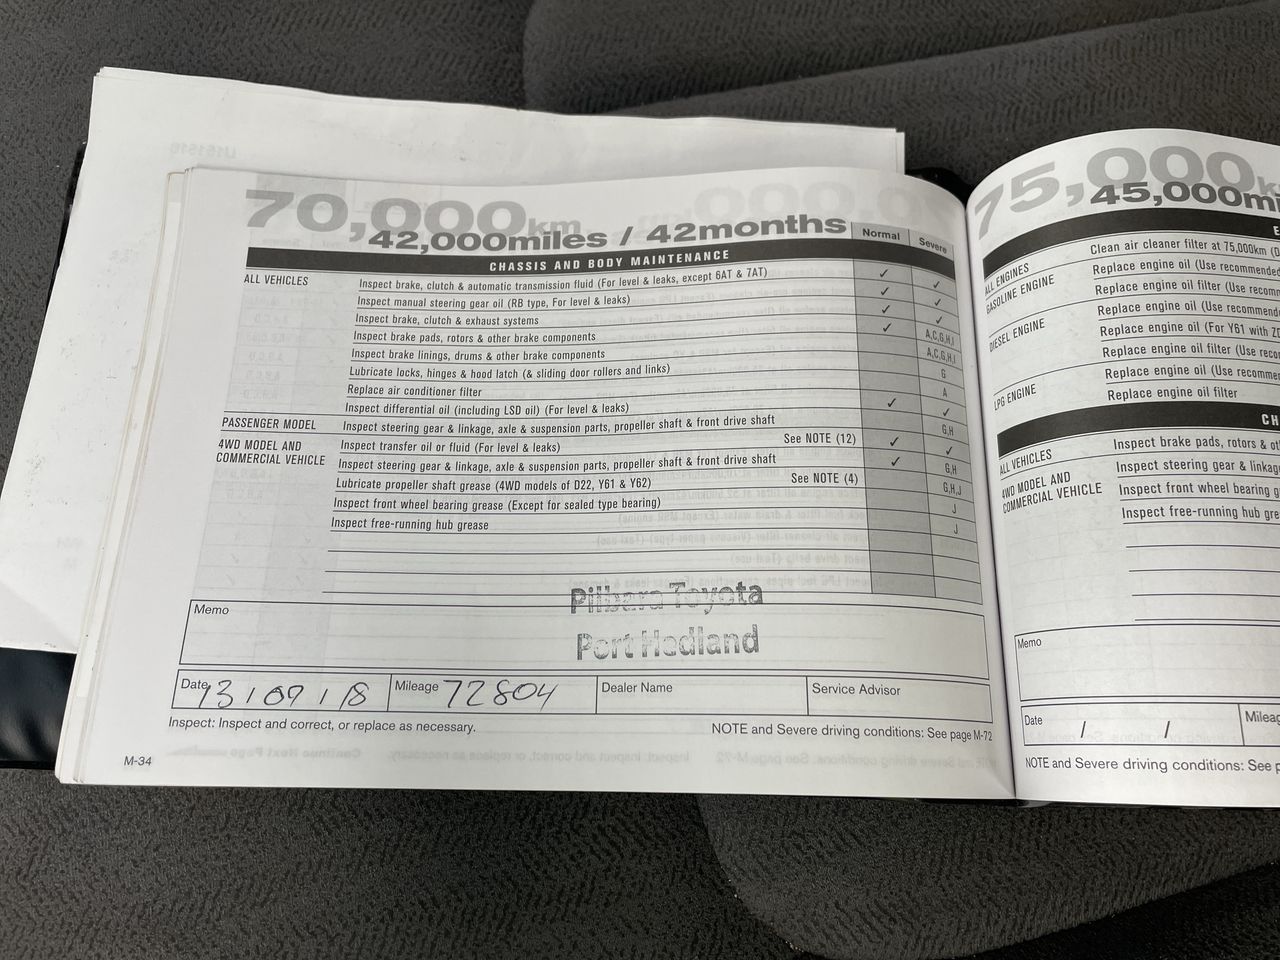 70,000km
42,000miles / 42months
Normal
Severe
CHASSIS AND BODY MAINTENANCE
ALL VEHICLES
Inspect brake, clutch & automatic transmission fluid (For level & leaks, except 6AT & 7AT) ✓ ✓
Inspect manual steering gear oil (RB type, For level & leaks) ✓ ✓
Inspect brake, clutch & exhaust systems ✓ ✓
Inspect brake pads, rotors & other brake components ✓ A,C,G,H,I
Inspect brake linings, drums & other brake components A,C,G,H,I
Lubricate locks, hinges & hood latch (& sliding door rollers and links) G
Replace air conditioner filter A
Inspect differential oil (including LSD oil) (For level & leaks) ✓ ✓
PASSENGER MODEL
Inspect steering gear & linkage, axle & suspension parts, propeller shaft & front drive shaft G,H
4WD MODEL AND
COMMERCIAL VEHICLE
Inspect transfer oil or fluid (For level & leaks) See NOTE (12) ✓ ✓
Inspect steering gear & linkage, axle & suspension parts, propeller shaft & front drive shaft ✓ G,H
Lubricate propeller shaft grease (4WD models of D22, Y61 & Y62) See NOTE (4) G,H,J
Inspect front wheel bearing grease (Except for sealed type bearing) J
Inspect free-running hub grease J
Pilbara Toyota
Port Hedland
Memo
Date 13/09/18
Mileage 72804
Dealer Name
Service Advisor
Inspect: Inspect and correct, or replace as necessary.
NOTE and Severe driving conditions: See page M-72
M-34
75,000k
45,000mi
E
ALL ENGINES
Clean air cleaner filter at 75,000km (D
GASOLINE ENGINE
Replace engine oil (Use recommended
Replace engine oil filter (Use recomm
DIESEL ENGINE
Replace engine oil (Use recommend
Replace engine oil (For Y61 with ZD
Replace engine oil filter (Use recor
LPG ENGINE
Replace engine oil (Use recomme
Replace engine oil filter
CH
ALL VEHICLES
Inspect brake pads, rotors & ot
4WD MODEL AND
COMMERCIAL VEHICLE
Inspect steering gear & linkag
Inspect front wheel bearing g
Inspect free-running hub gre
Memo
Date / /
Mileag
NOTE and Severe driving conditions: See p